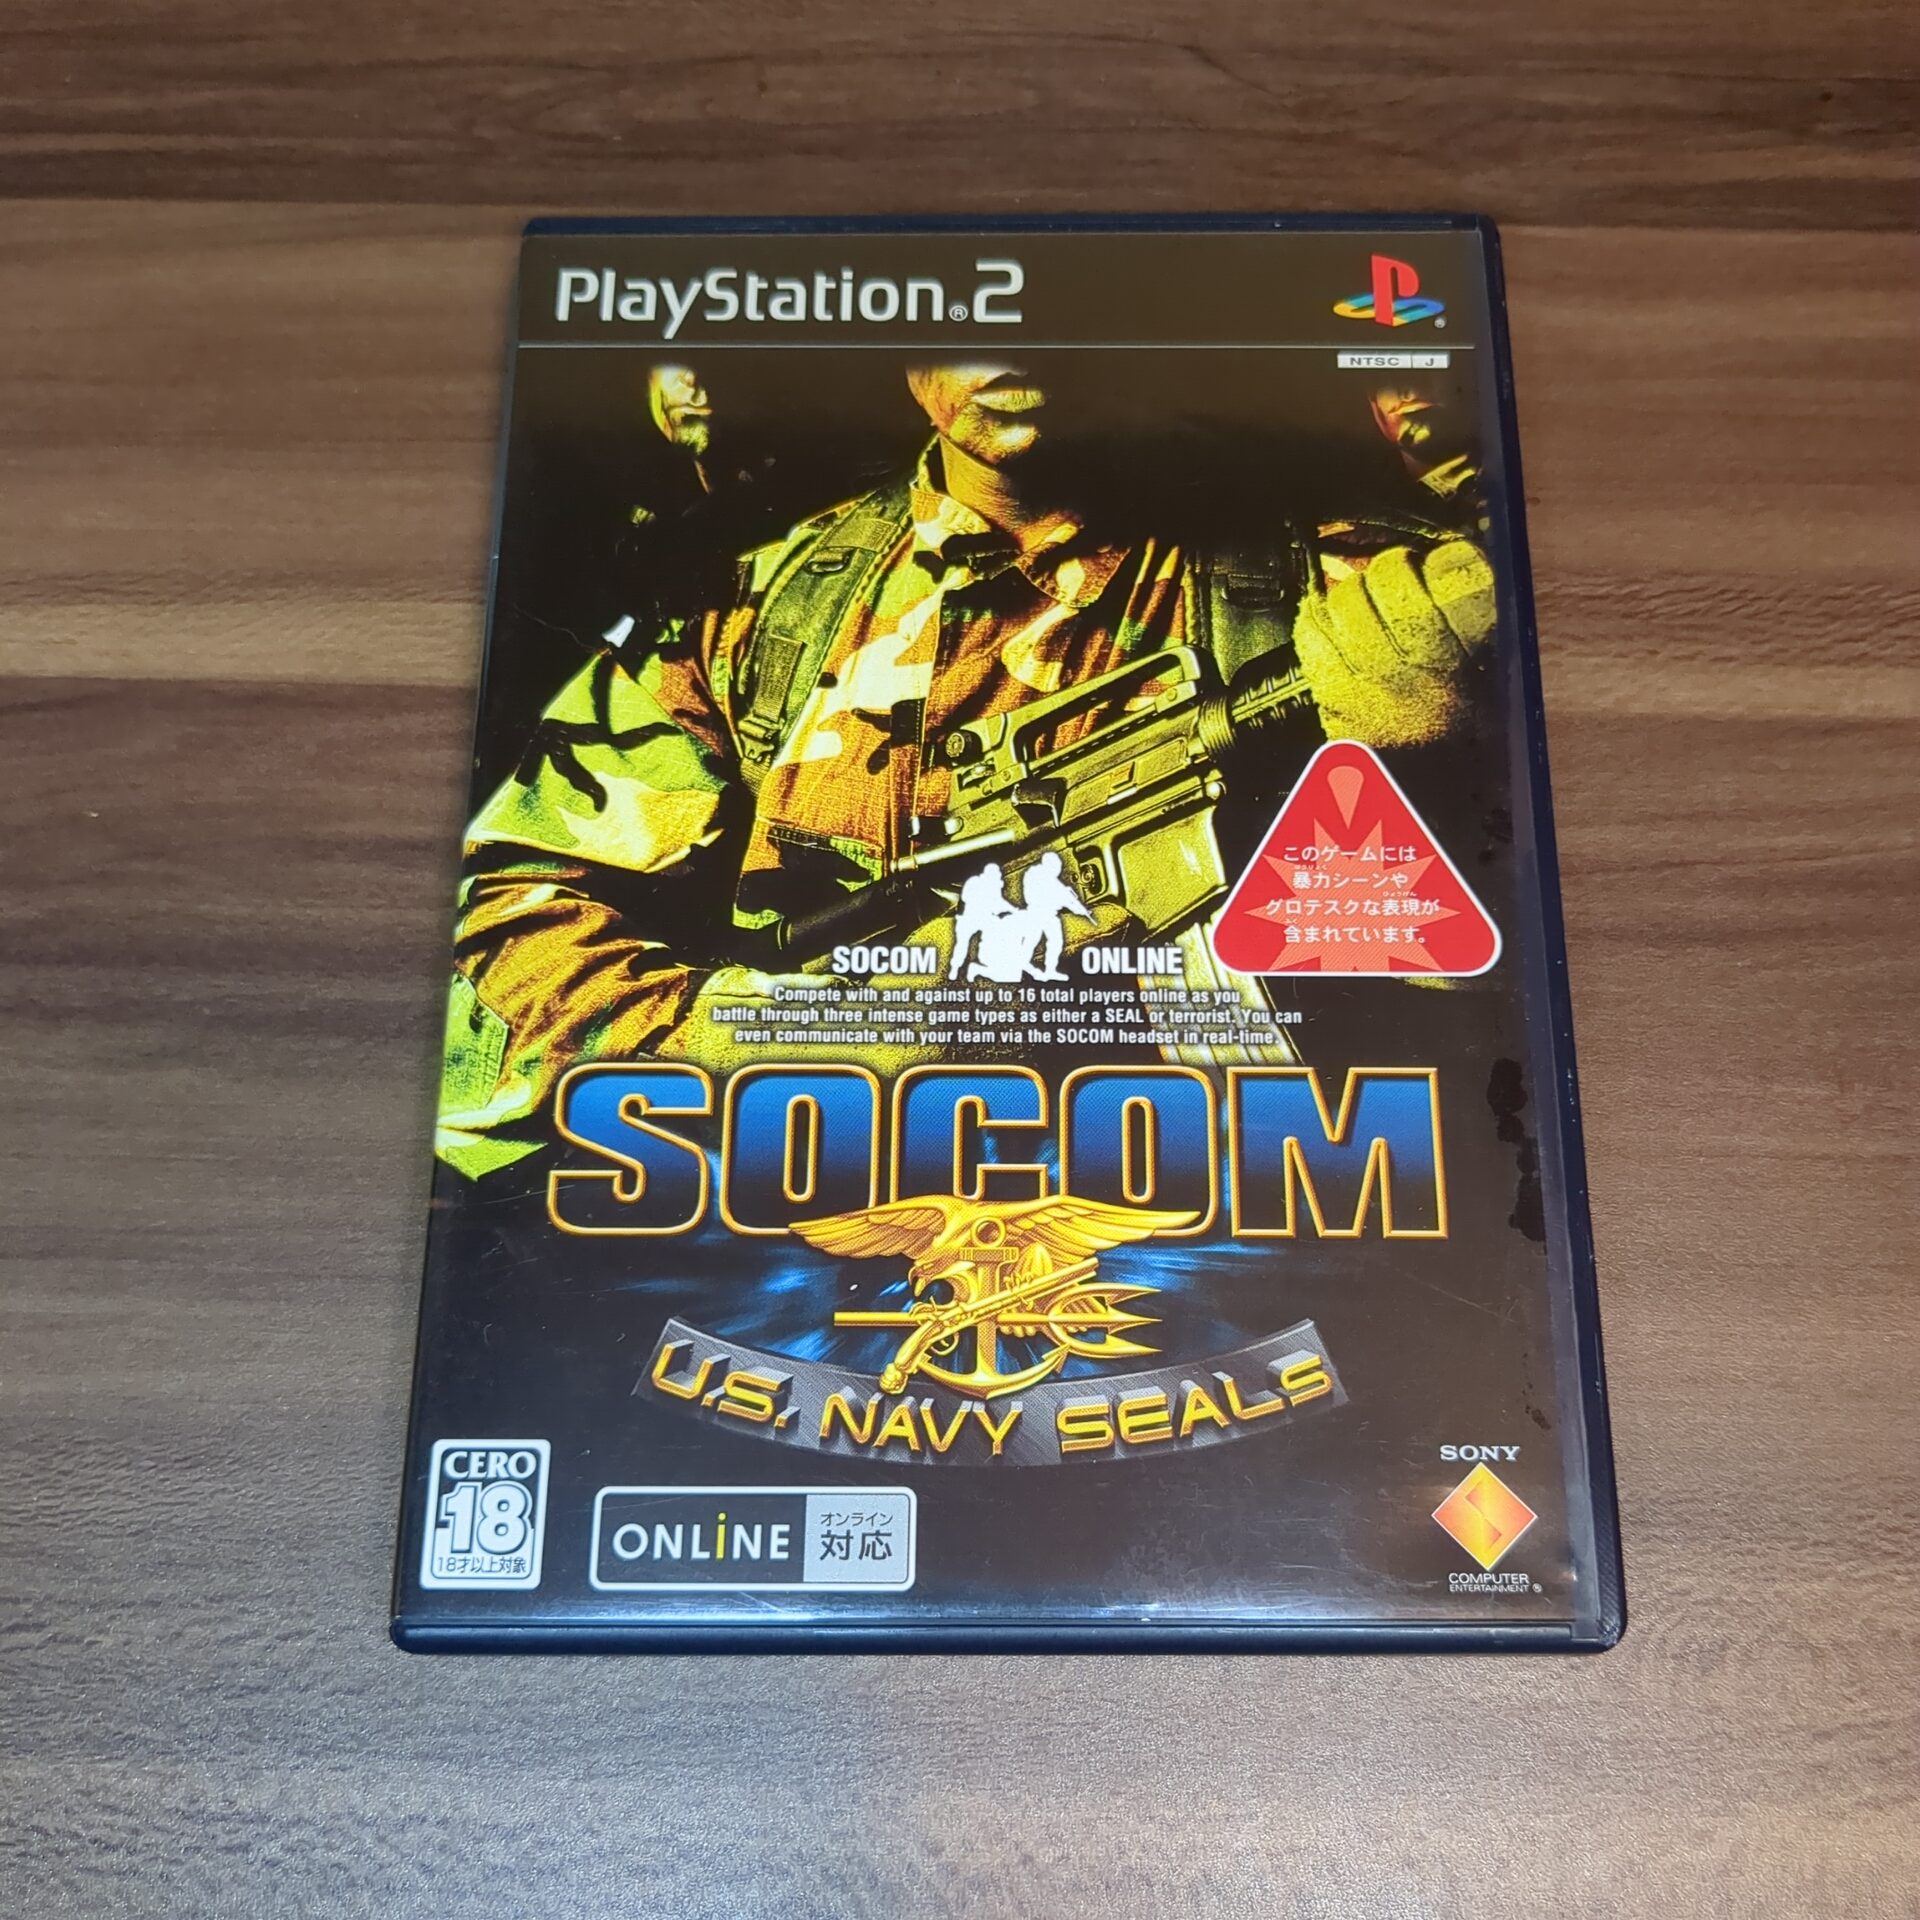 PlayStation®2
NTSC J
このゲームには
暴力シーンや
グロテスクな表現が
含まれています。
SOCOM ONLINE
Compete with and against up to 16 total players online as you
battle through three intense game types as either a SEAL or terrorist. You can
even communicate with your team via the SOCOM headset in real-time.
SOCOM
U.S. NAVY SEALS
CERO
18
18才以上対象
ONLiNE
オンライン
対応
SONY
COMPUTER
ENTERTAINMENT ®